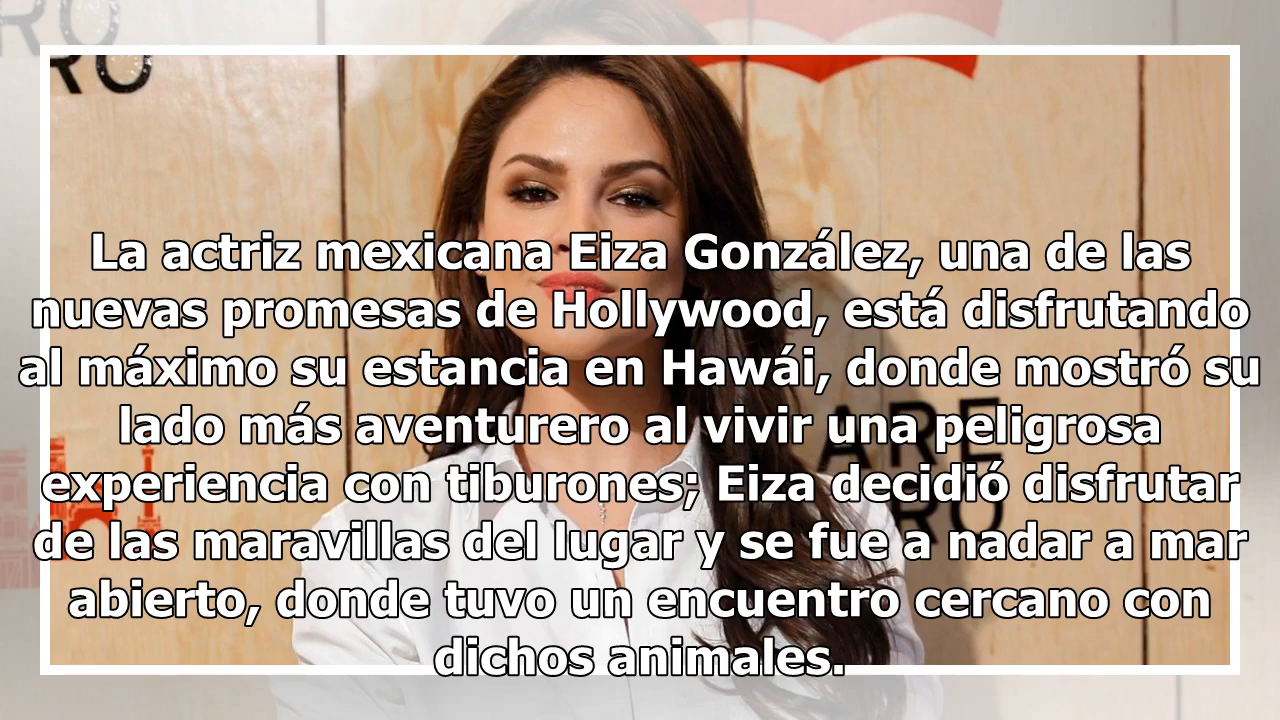 RO
La actriz mexicana Eiza González, una de las
nuevas promesas de Hollywood, está disfrutando
al máximo su estancia en Hawái, donde mostró su
lado más aventurero al vivir una peligrosa
experiencia con tiburones; Eiza decidió disfrutar
de las maravillas del lugar y se fue a nadar a mar
abierto, donde tuvo un encuentro cercano con
dichos animales.